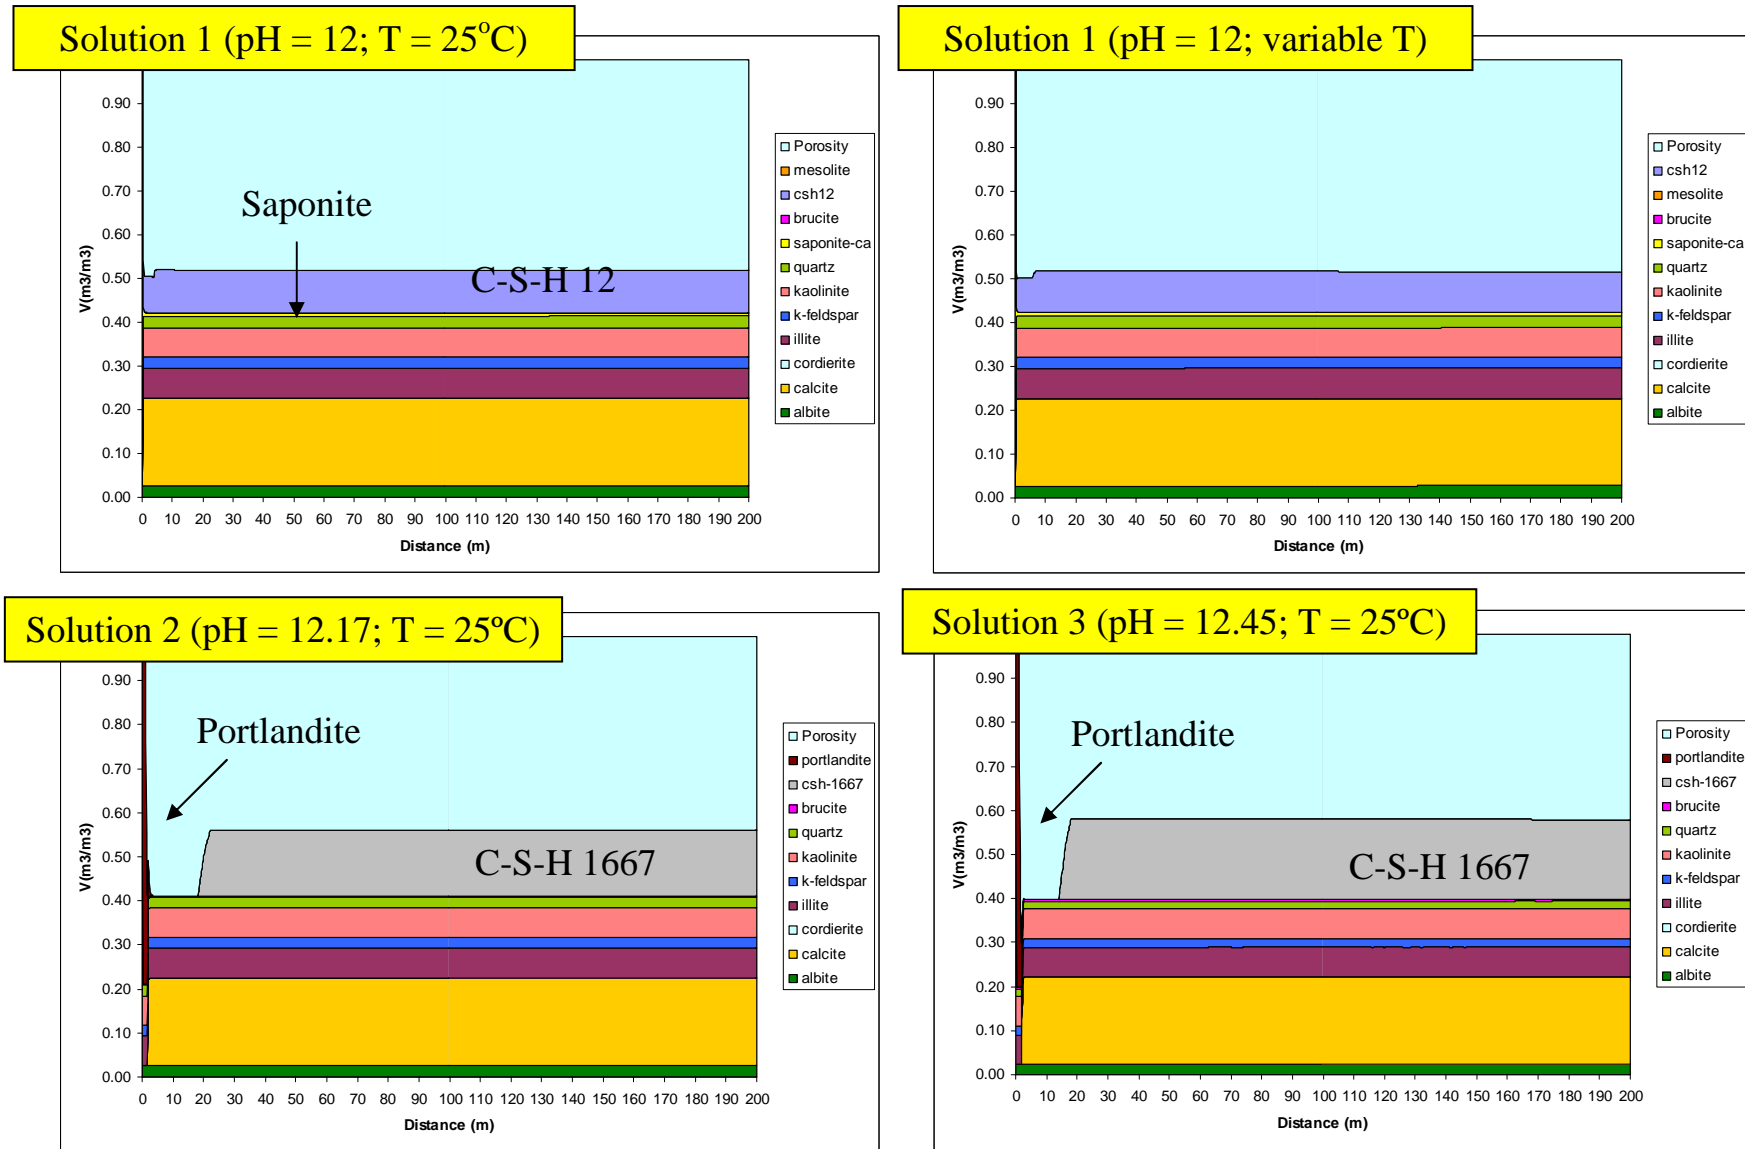 Solution 1 (pH = 12; T = 25°C)
0.90
0.80
0.70
0.60
0.50
0.40
0.30
0.20
0.10
0.00
V(m3/m3)
Saponite
C-S-H 12
0 10 20 30 40 50 60 70 80 90 100 110 120 130 140 150 160 170 180 190 200
Distance (m)
Porosity
mesolite
csh12
brucite
saponite-ca
quartz
kaolinite
k-feldspar
illite
cordierite
calcite
albite
Solution 1 (pH = 12; variable T)
0.90
0.80
0.70
0.60
0.50
0.40
0.30
0.20
0.10
0.00
V(m3/m3)
0 10 20 30 40 50 60 70 80 90 100 110 120 130 140 150 160 170 180 190 200
Distance (m)
Porosity
csh12
mesolite
brucite
saponite-ca
quartz
kaolinite
k-feldspar
illite
cordierite
calcite
albite
Solution 2 (pH = 12.17; T = 25ºC)
0.90
0.80
0.70
0.60
0.50
0.40
0.30
0.20
0.10
0.00
V(m3/m3)
Portlandite
C-S-H 1667
0 10 20 30 40 50 60 70 80 90 100 110 120 130 140 150 160 170 180 190 200
Distance (m)
Porosity
portlandite
csh-1667
brucite
quartz
kaolinite
k-feldspar
illite
cordierite
calcite
albite
Solution 3 (pH = 12.45; T = 25ºC)
0.90
0.80
0.70
0.60
0.50
0.40
0.30
0.20
0.10
0.00
V(m3/m3)
Portlandite
C-S-H 1667
0 10 20 30 40 50 60 70 80 90 100 110 120 130 140 150 160 170 180 190 200
Distance (m)
Porosity
portlandite
csh-1667
brucite
quartz
kaolinite
k-feldspar
illite
cordierite
calcite
albite